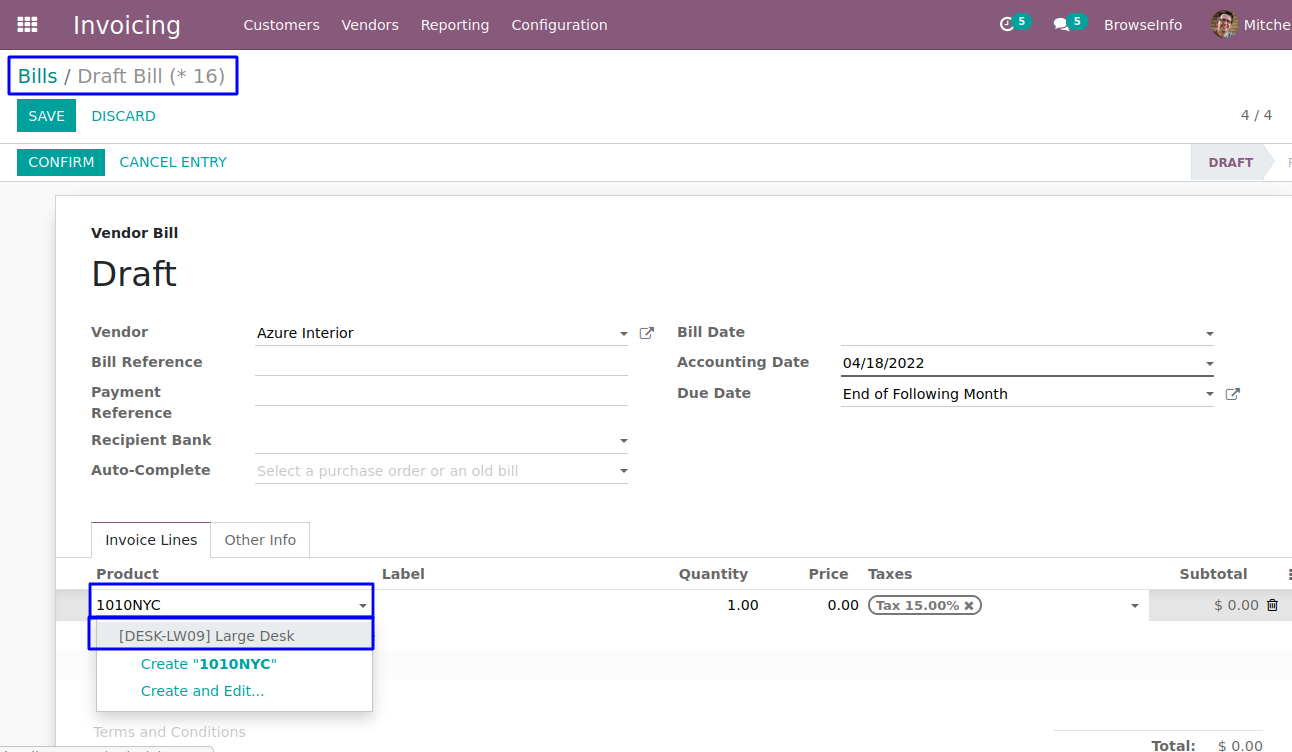 Invoicing Customers Vendors Reporting Configuration 5 5 BrowseInfo Mitche
Bills / Draft Bill (* 16)
SAVE DISCARD 4 / 4
CONFIRM CANCEL ENTRY DRAFT
Vendor Bill
Draft
Vendor Azure Interior Bill Date
Bill Reference Accounting Date 04/18/2022
Payment Reference Due Date End of Following Month
Recipient Bank
Auto-Complete Select a purchase order or an old bill
Invoice Lines Other Info
Product Label Quantity Price Taxes Subtotal
1010NYC 1.00 0.00 Tax 15.00% ✖ $ 0.00
[DESK-LW09] Large Desk
Create "1010NYC"
Create and Edit...
Terms and Conditions
Total: $ 0.00